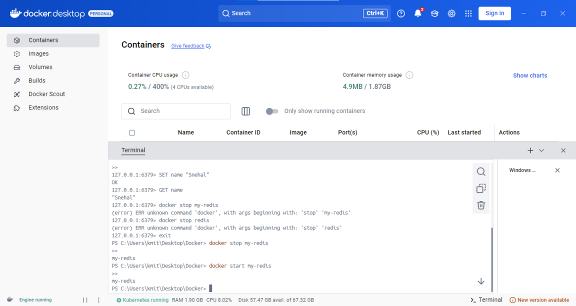 docker.desktop PERSONAL
Search
Ctrl+K
Sign in
Containers
Images
Volumes
Builds
Docker Scout
Extensions
Containers
Give feedback
Container CPU usage
0.27% / 400% (4 CPUs available)
Container memory usage
4.9MB / 1.87GB
Show charts
Search
Only show running containers
Name
Container ID
Image
Port(s)
CPU (%)
Last started
Actions
Terminal
Windows ...
>>
127.0.0.1:6379> SET name "Snehal"
OK
127.0.0.1:6379> GET name
"Snehal"
127.0.0.1:6379> docker stop my-redis
(error) ERR unknown command 'docker', with args beginning with: 'stop' 'my-redis'
127.0.0.1:6379> docker stop redis
(error) ERR unknown command 'docker', with args beginning with: 'stop' 'redis'
127.0.0.1:6379> exit
PS C:\Users\kmit\Desktop\Docker> docker stop my-redis
>>
my-redis
PS C:\Users\kmit\Desktop\Docker> docker start my-redis
>>
my-redis
PS C:\Users\kmit\Desktop\Docker>
Engine running
Kubernetes running
RAM 1.90 GB CPU 8.02%
Disk 57.47 GB avail. of 67.32 GB
Terminal
New version available